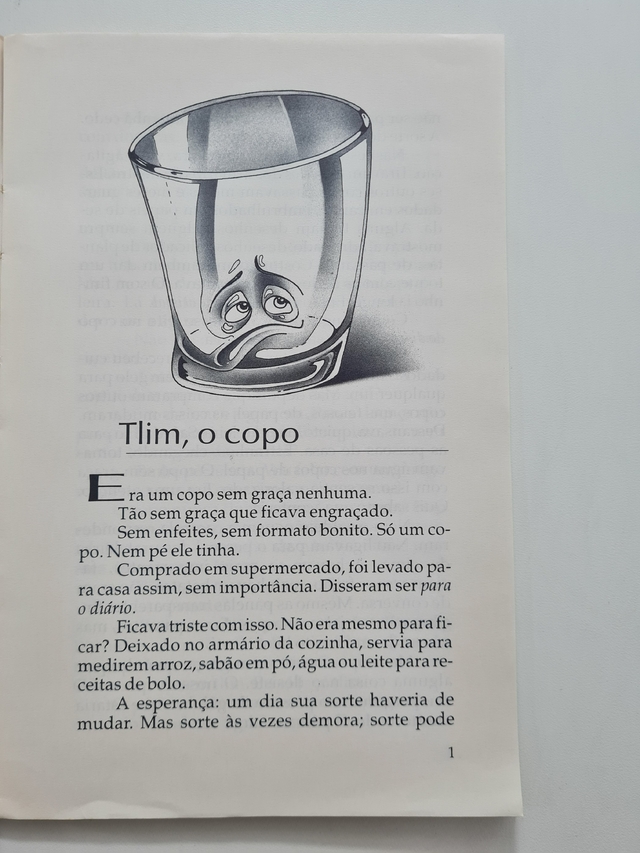 Tlim, o copo
Era um copo sem graça nenhuma.
Tão sem graça que ficava engraçado.
Sem enfeites, sem formato bonito. Só um co-
po. Nem pé ele tinha.
Comprado em supermercado, foi levado pa-
ra casa assim, sem importância. Disseram ser para
o diário.
Ficava triste com isso. Não era mesmo para fi-
car? Deixado no armário da cozinha, servia para
medirem arroz, sabão em pó, água ou leite para re-
ceitas de bolo.
A esperança: um dia sua sorte haveria de
mudar. Mas sorte às vezes demora; sorte pode
1